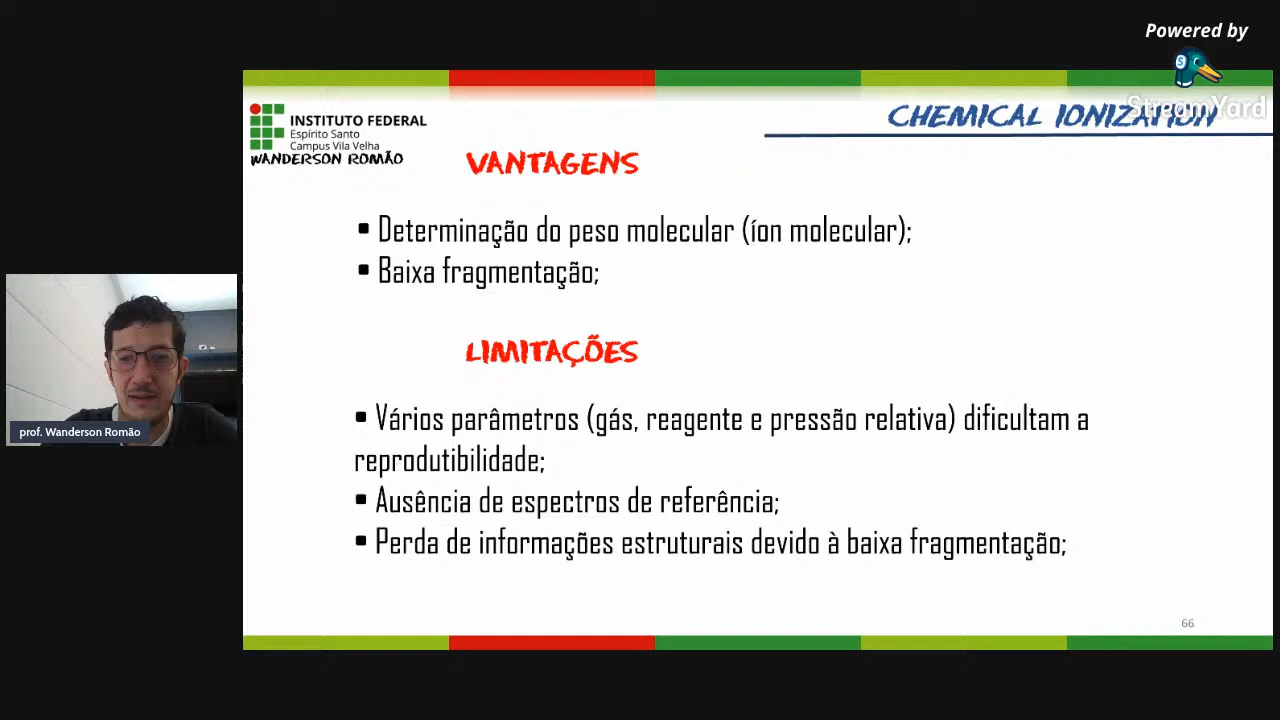 Powered by
StreamYard
CHEMICAL IONIZATION
INSTITUTO FEDERAL
Espírito Santo
Campus Vila Velha
WANDERSON ROMÃO
VANTAGENS
▪ Determinação do peso molecular (íon molecular);
▪ Baixa fragmentação;
LIMITAÇÕES
▪ Vários parâmetros (gás, reagente e pressão relativa) dificultam a
reprodutibilidade;
▪ Ausência de espectros de referência;
▪ Perda de informações estruturais devido à baixa fragmentação;
prof. Wanderson Romão
66